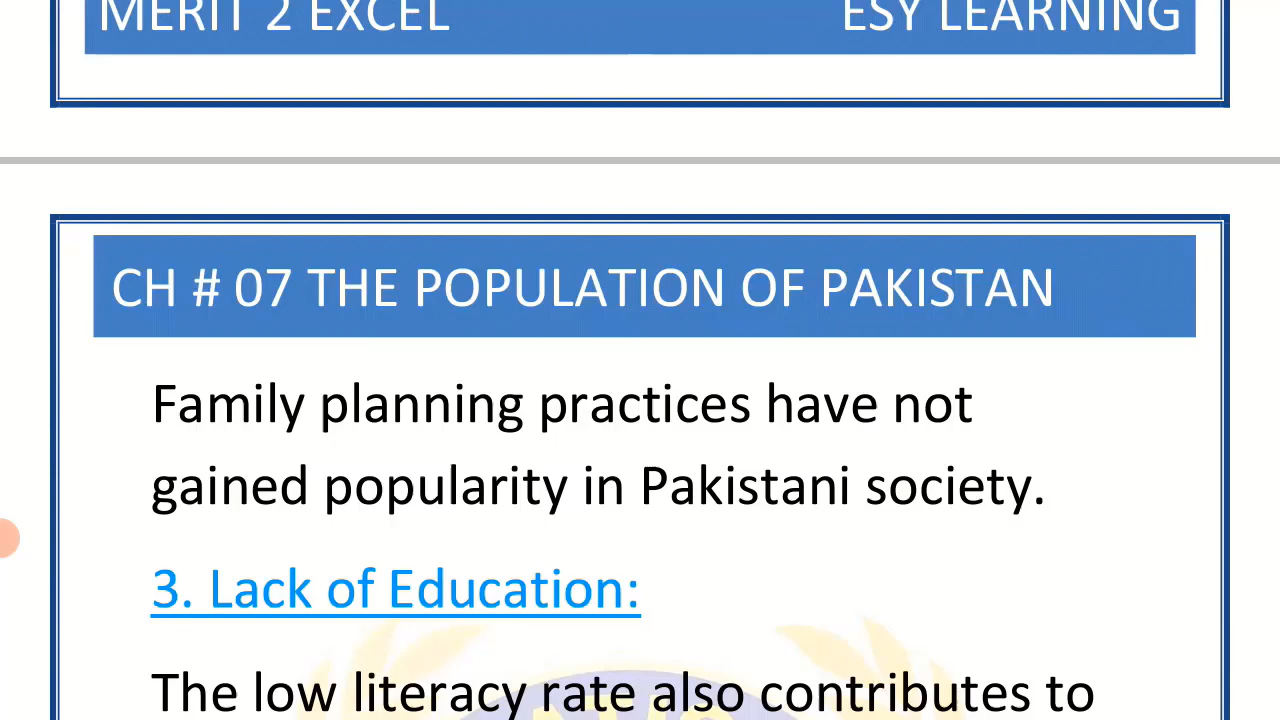 MERIT 2 EXCEL ESY LEARNING
CH # 07 THE POPULATION OF PAKISTAN
Family planning practices have not
gained popularity in Pakistani society.
3. Lack of Education:
The low literacy rate also contributes to